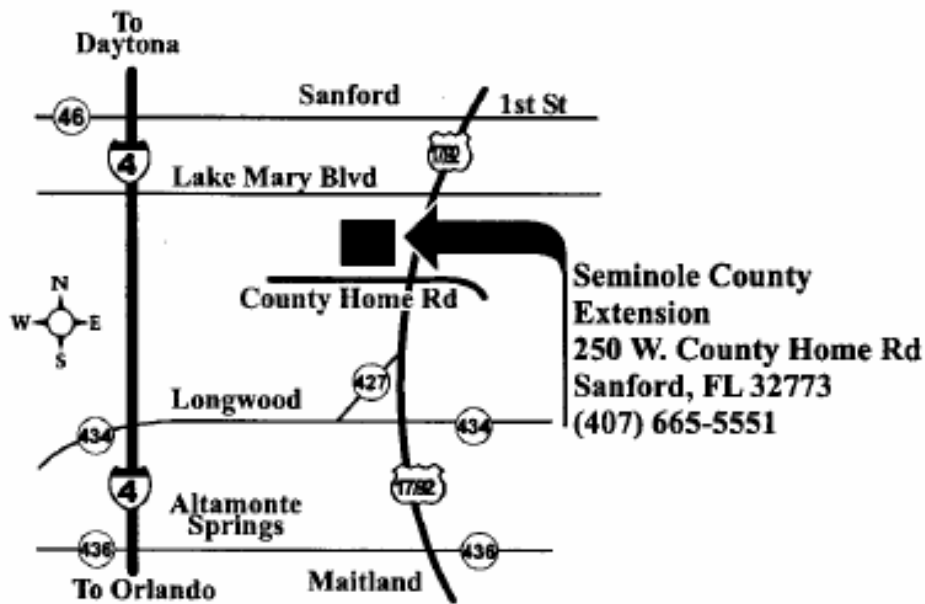 To
Daytona
Sanford
1st St
46
4
17/92
Lake Mary Blvd
N
W E
S
County Home Rd
Seminole County
Extension
250 W. County Home Rd
Sanford, FL 32773
(407) 665-5551
427
Longwood
434
434
4
17/92
Altamonte
Springs
436
436
To Orlando
Maitland